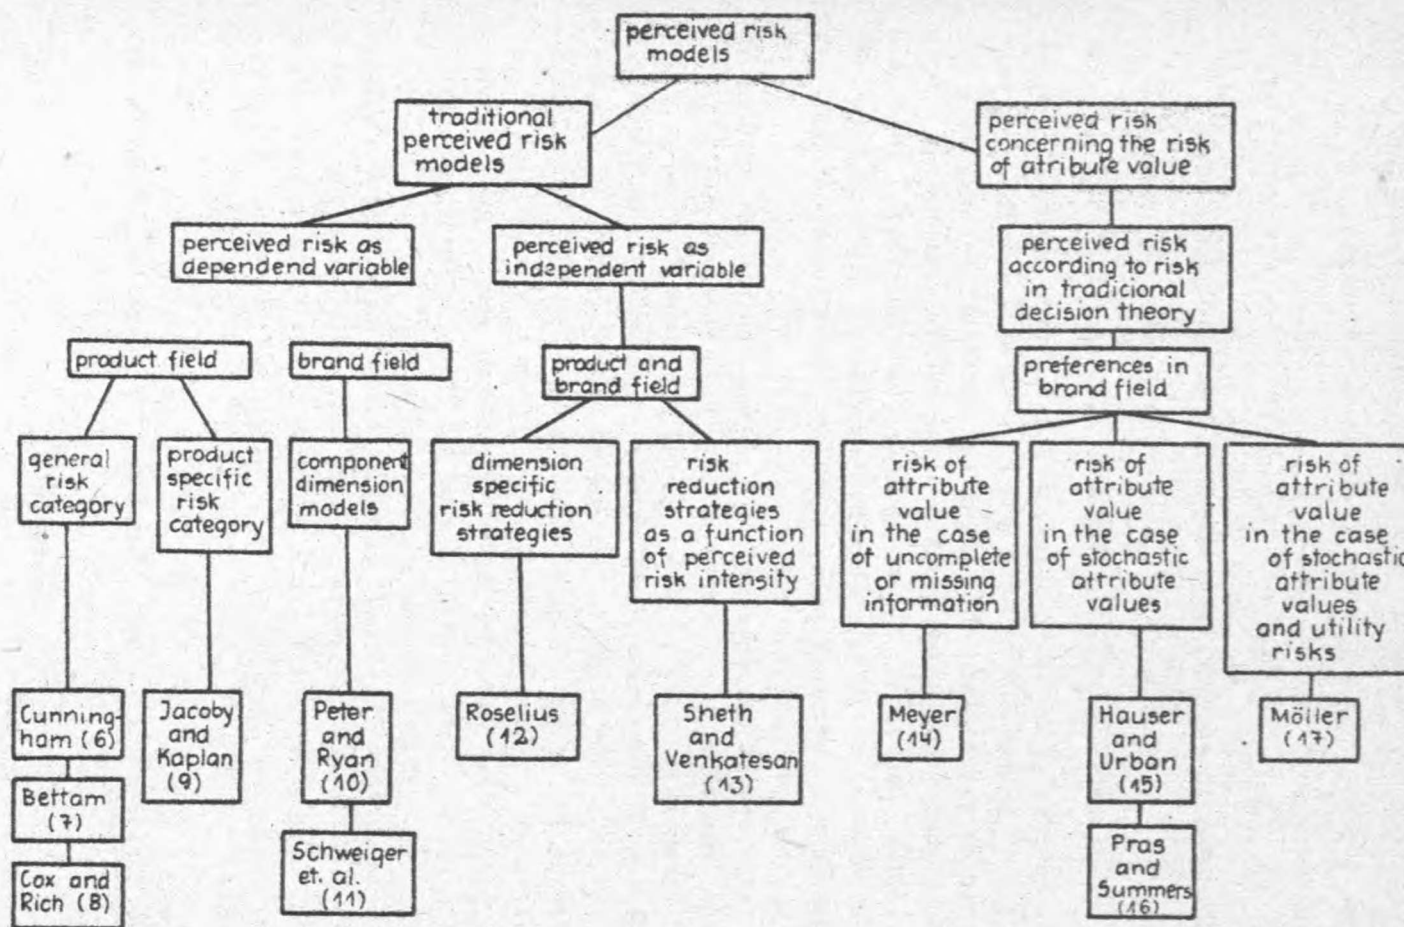 perceived risk
models
traditional
perceived risk
models
perceived risk
concerning the risk
of atribute value
perceived risk as
dependend variable
perceived risk as
independent variable
perceived risk
according to risk
in tradicional
decision theory
product field
brand field
product and
brand field
preferences in
brand field
general
risk
category
product
specific
risk
category
component
dimension
models
dimension
specific
risk reduction
strategies
risk
reduction
strategies
as a function
of perceived
risk intensity
risk of
attribute
value
in the case
of uncomplete
or missing
information
risk of
attribute
value
in the case
of stochastic
attribute
values
risk of
attribute
value
in the case
of stochastic
attribute
values
and utility
risks
Cunning-
ham (6)
Jacoby
and
Kaplan
(9)
Peter
and
Ryan
(10)
Roselius
(12)
Sheth
and
Venkatesan
(13)
Meyer
(14)
Hauser
and
Urban
(15)
Möller
(17)
Bettam
(7)
Schweiger
et. al.
(11)
Pras
and
Summers
(16)
Cox and
Rich (8)